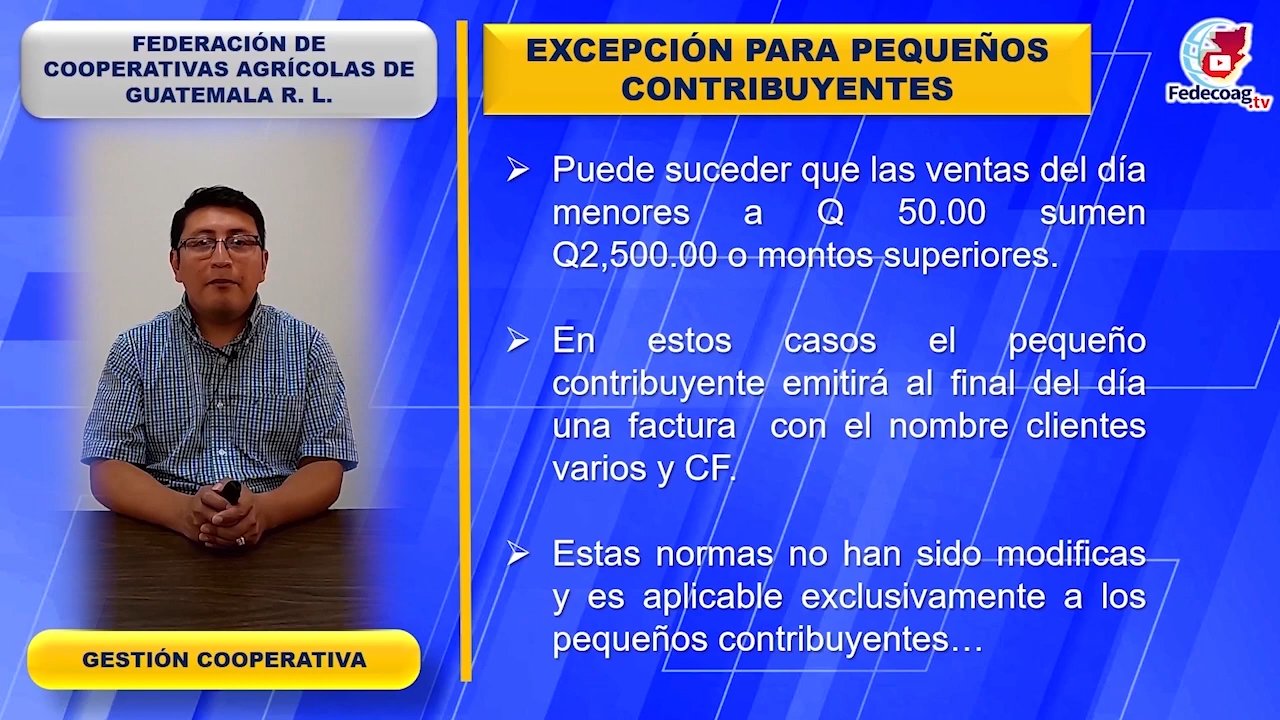 FEDERACIÓN DE
COOPERATIVAS AGRÍCOLAS DE
GUATEMALA R. L.
EXCEPCIÓN PARA PEQUEÑOS
CONTRIBUYENTES
Fedecoag.tv
➢ Puede suceder que las ventas del día
menores a Q 50.00 sumen
Q2,500.00 o montos superiores.
➢ En estos casos el pequeño
contribuyente emitirá al final del día
una factura con el nombre clientes
varios y CF.
➢ Estas normas no han sido modificas
y es aplicable exclusivamente a los
pequeños contribuyentes…
GESTIÓN COOPERATIVA